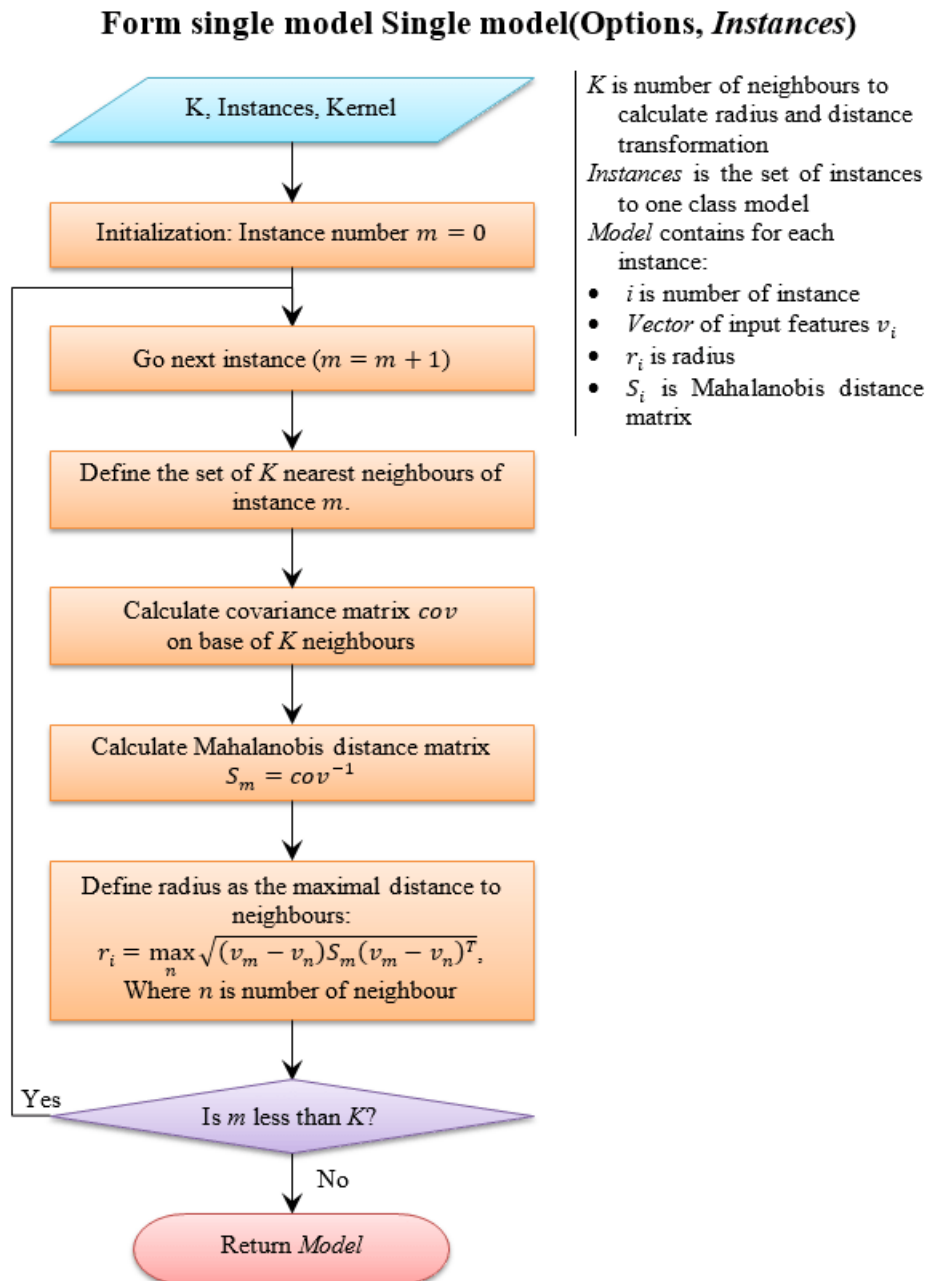 Form single model Single model(Options, Instances)
K, Instances, Kernel
Initialization: Instance number m = 0
Go next instance (m = m + 1)
Define the set of K nearest neighbours of
instance m.
Calculate covariance matrix cov
on base of K neighbours
Calculate Mahalanobis distance matrix
S_m = cov^{-1}
Define radius as the maximal distance to
neighbours:
r_i = max_n √((v_m − v_n)S_m(v_m − v_n)^T),
Where n is number of neighbour
Yes
Is m less than K?
No
Return Model
K is number of neighbours to
calculate radius and distance
transformation
Instances is the set of instances
to one class model
Model contains for each
instance:
• i is number of instance
• Vector of input features v_i
• r_i is radius
• S_i is Mahalanobis distance
matrix